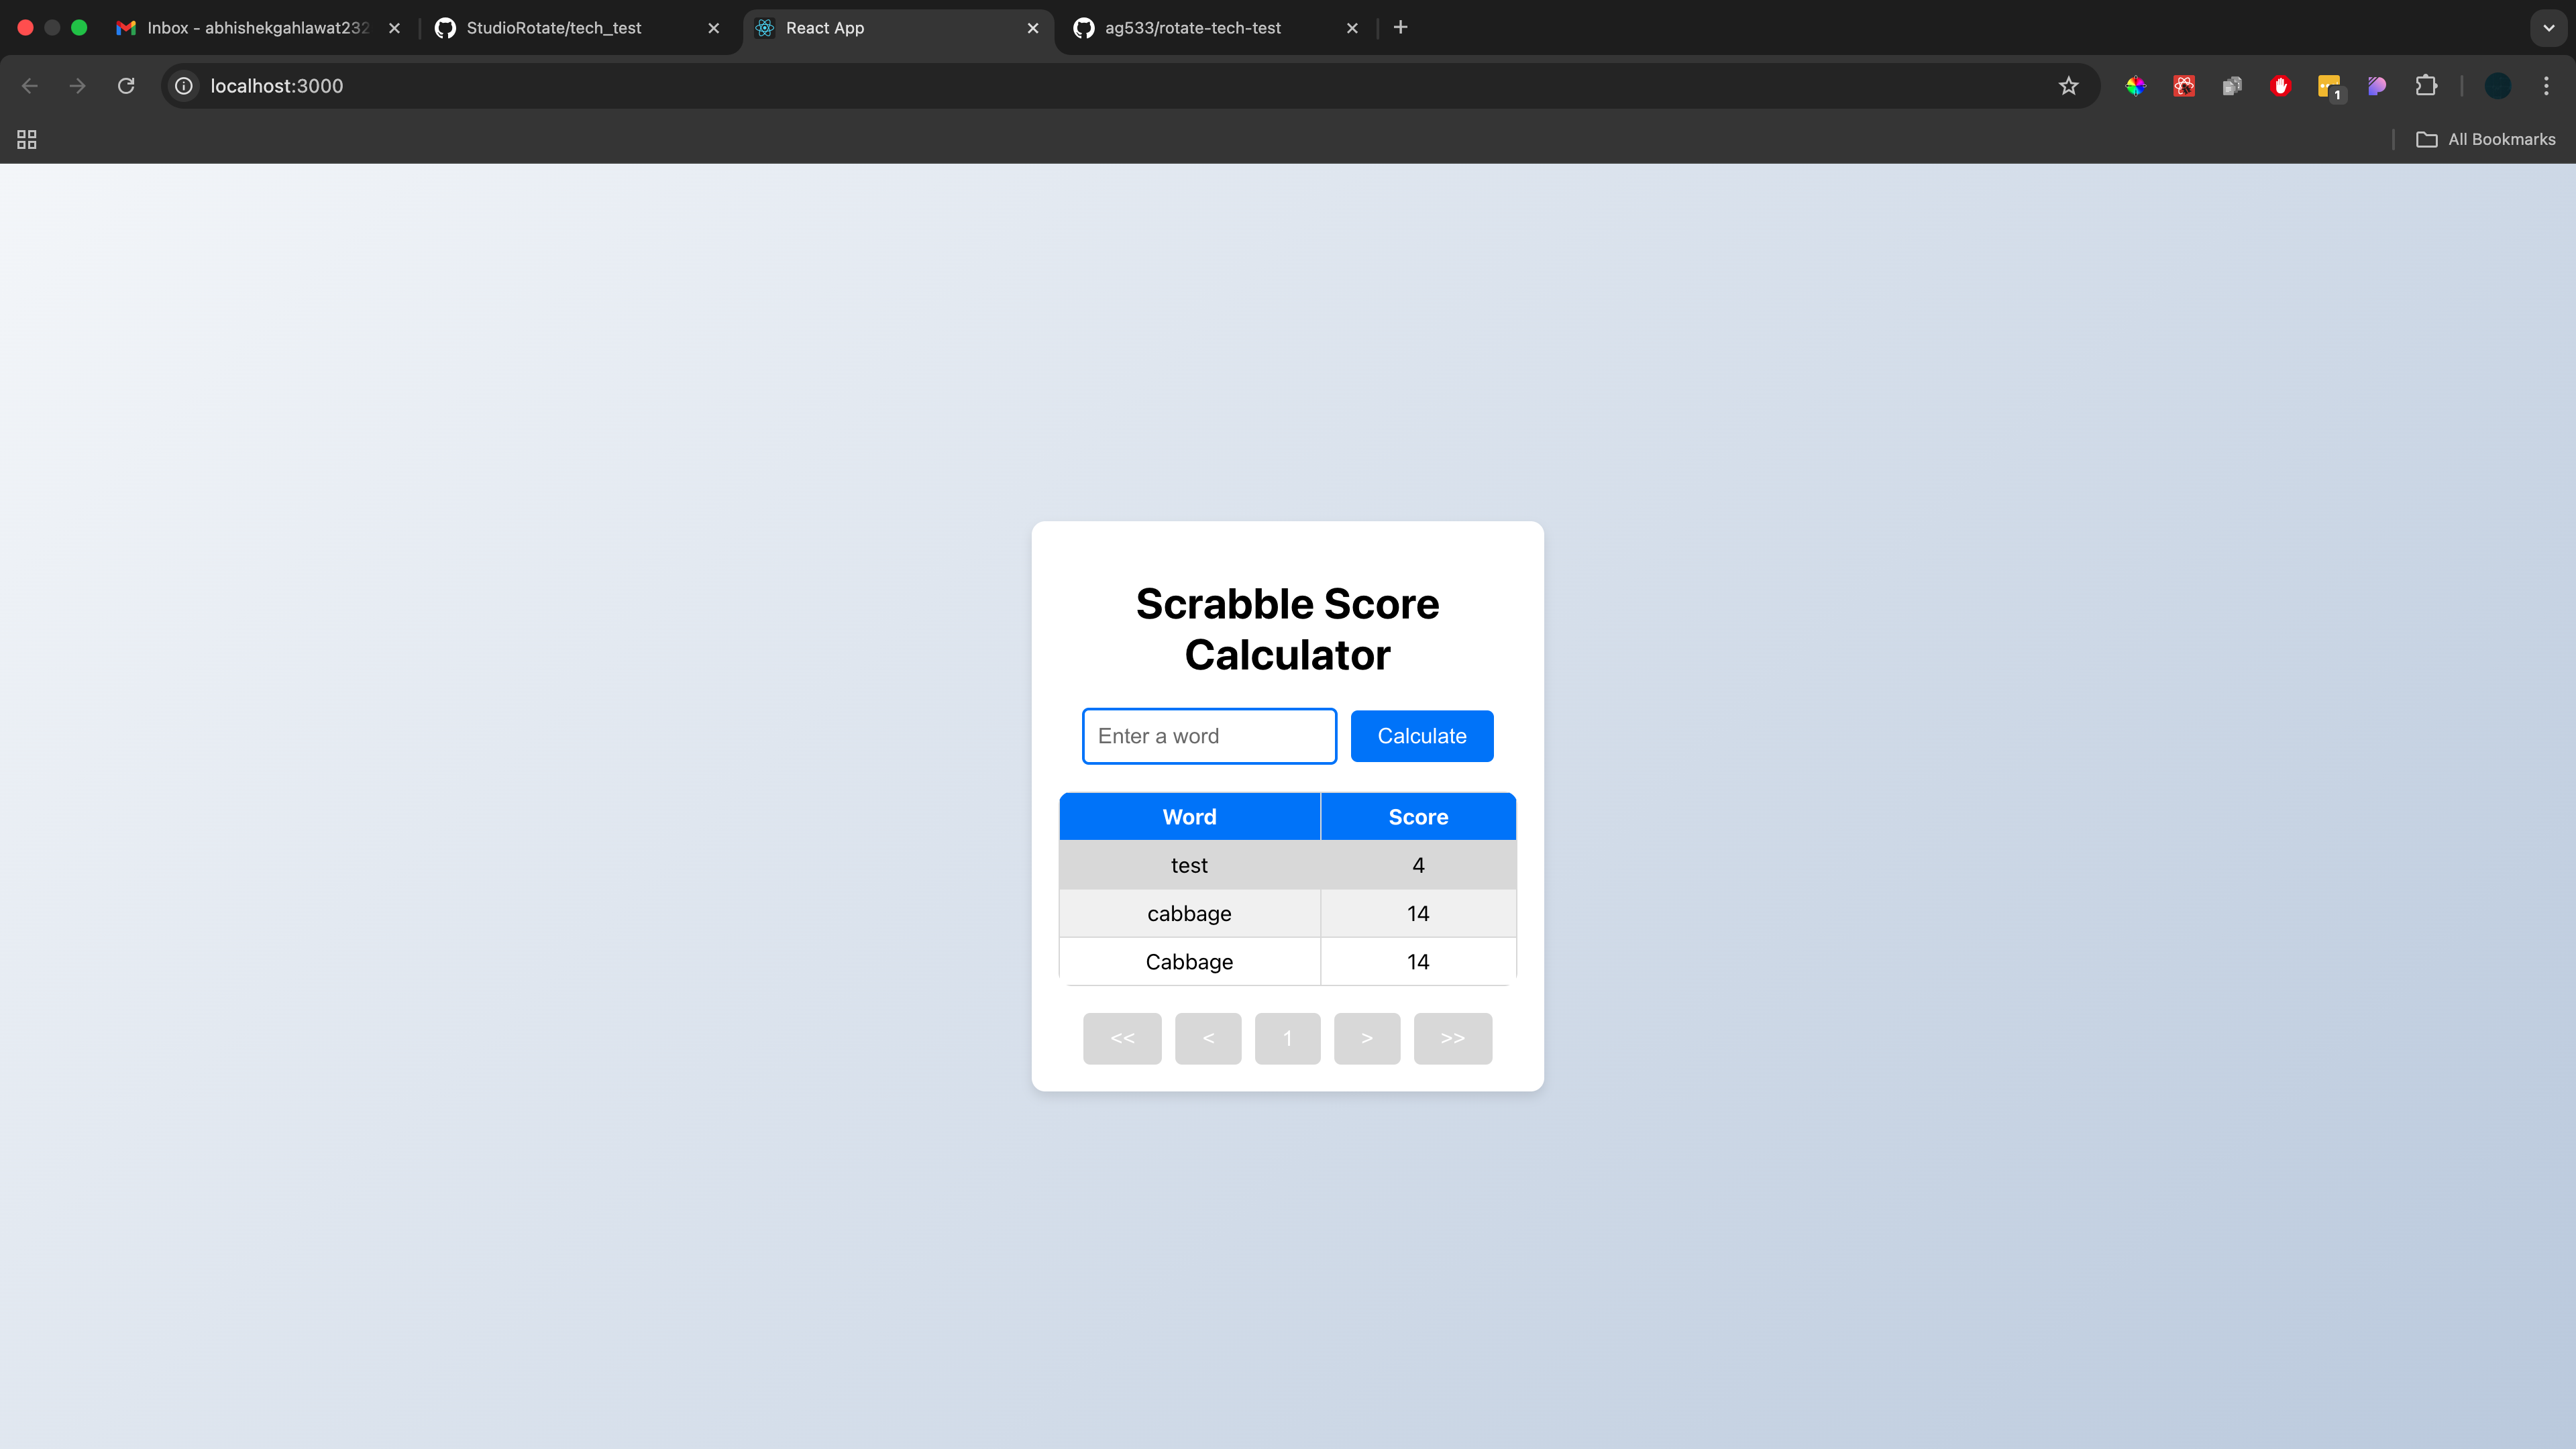 Inbox - abhishekgahlawat232
StudioRotate/tech_test
React App
ag533/rotate-tech-test
localhost:3000
1
All Bookmarks
Scrabble Score
Calculator
Enter a word
Calculate
Word Score
test 4
cabbage 14
Cabbage 14
<< < 1 > >>